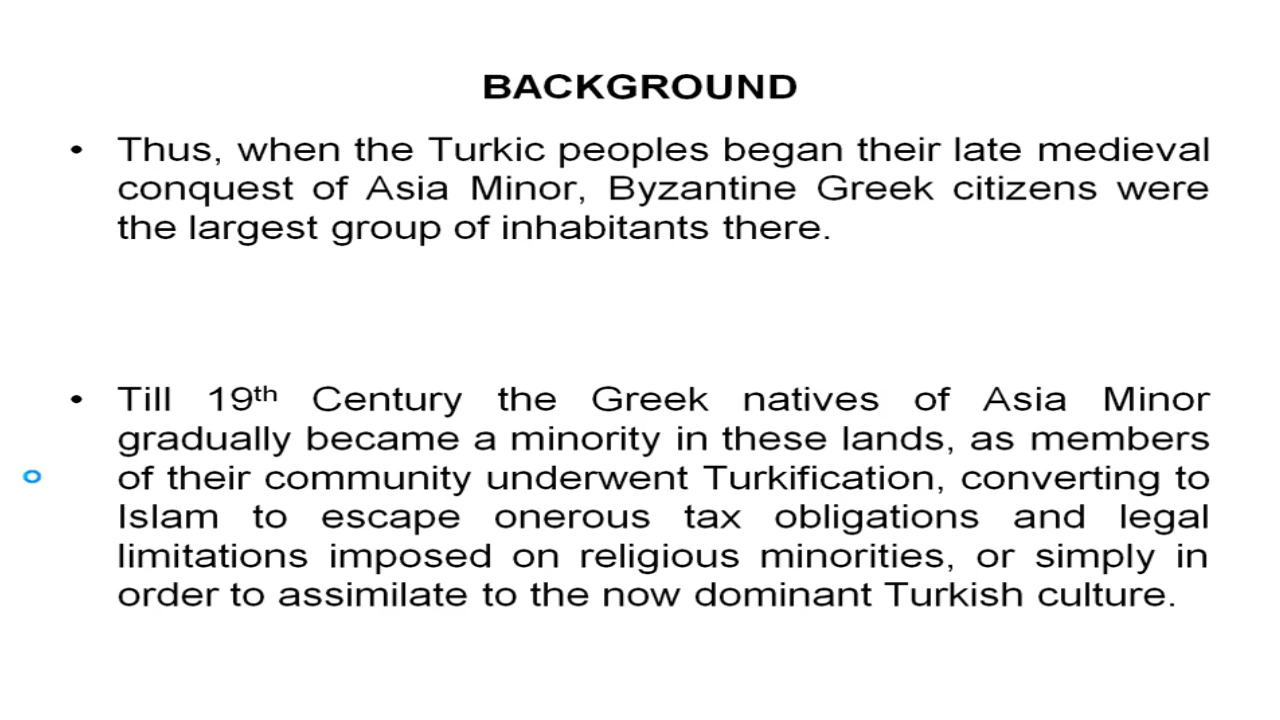 BACKGROUND
• Thus, when the Turkic peoples began their late medieval
conquest of Asia Minor, Byzantine Greek citizens were
the largest group of inhabitants there.
• Till 19th Century the Greek natives of Asia Minor
gradually became a minority in these lands, as members
of their community underwent Turkification, converting to
Islam to escape onerous tax obligations and legal
limitations imposed on religious minorities, or simply in
order to assimilate to the now dominant Turkish culture.